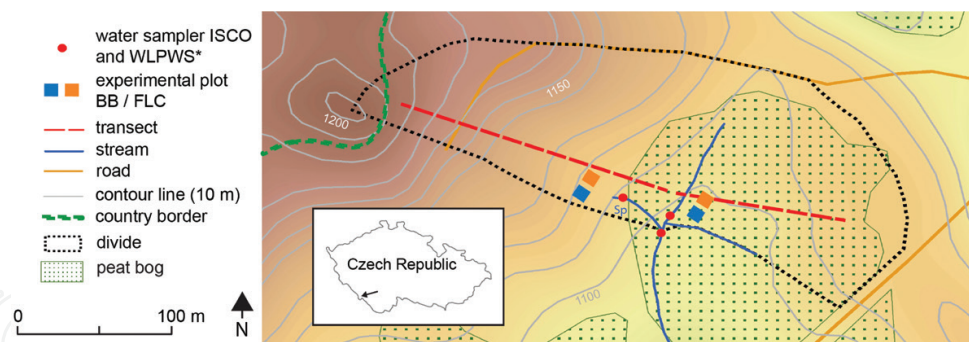 water sampler ISCO
and WLPWS*
experimental plot
BB / FLC
transect
stream
road
contour line (10 m)
country border
divide
peat bog
0 100 m
N
1200
1150
Sp
1100
Czech Republic